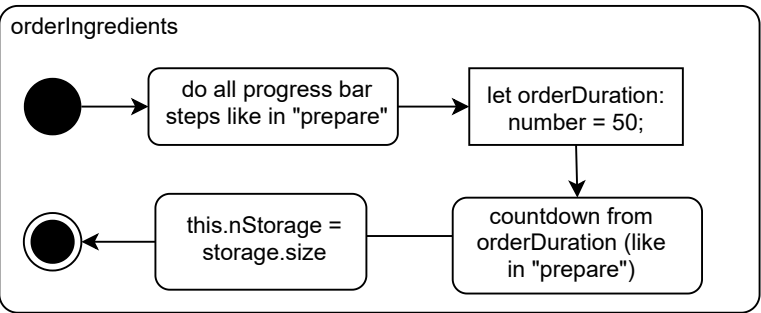 orderIngredients
do all progress bar
steps like in "prepare"
let orderDuration:
number = 50;
countdown from
orderDuration (like
in "prepare")
this.nStorage =
storage.size